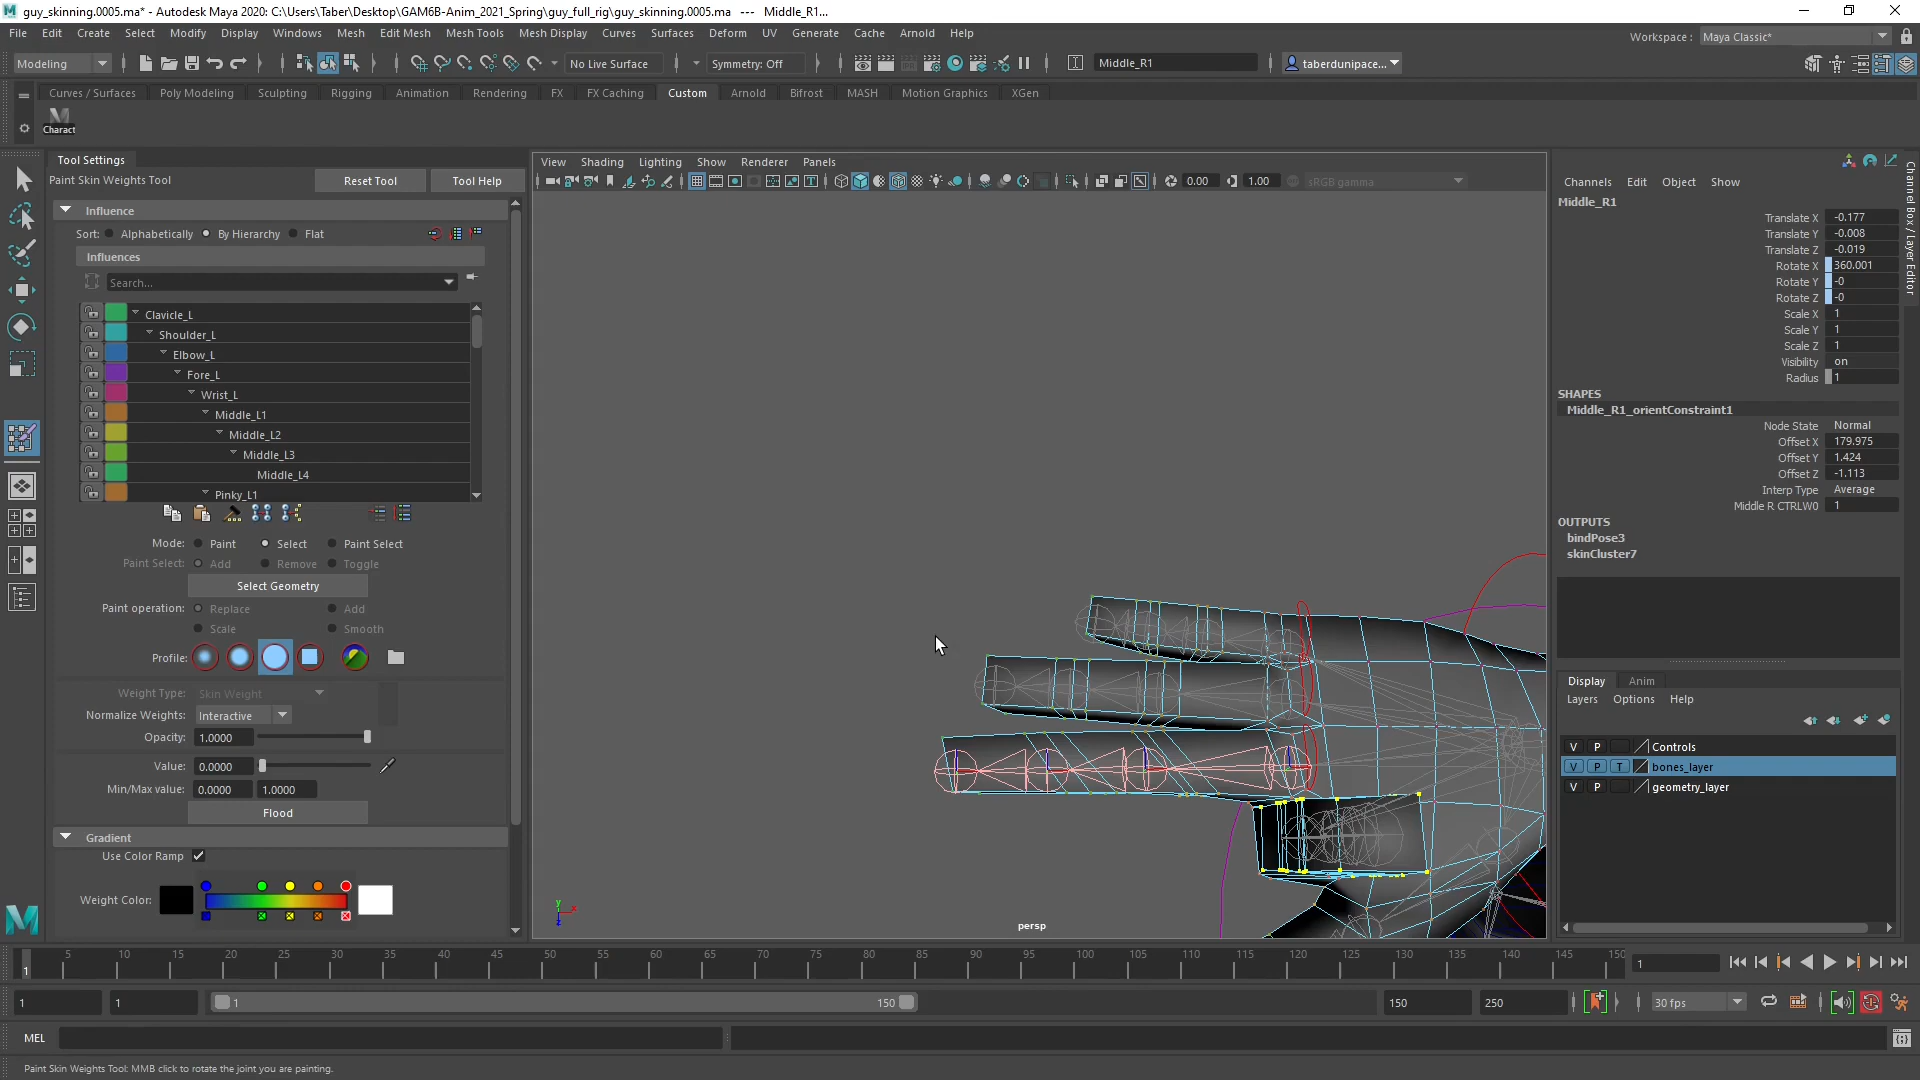 guy_skinning.0005.ma* - Autodesk Maya 2020: C:\Users\Taber\Desktop\GAM6B-Anim_2021_Spring\guy_full_rig\guy_skinning.0005.ma   ---   Middle_R1...
File Edit Create Select Modify Display Windows Mesh Edit Mesh Mesh Tools Mesh Display Curves Surfaces Deform UV Generate Cache Arnold Help
Workspace : Maya Classic*
Modeling No Live Surface Symmetry: Off Middle_R1 taberdunipace...
Curves / Surfaces Poly Modeling Sculpting Rigging Animation Rendering FX FX Caching Custom Arnold Bifrost MASH Motion Graphics XGen
Charact
Tool Settings
Paint Skin Weights Tool Reset Tool Tool Help
Influence
Sort: Alphabetically By Hierarchy Flat
Influences
Search...
Clavicle_L
Shoulder_L
Elbow_L
Fore_L
Wrist_L
Middle_L1
Middle_L2
Middle_L3
Middle_L4
Pinky_L1
Mode: Paint Select Paint Select
Paint Select: Add Remove Toggle
Select Geometry
Paint operation: Replace Add
Scale Smooth
Profile:
Weight Type: Skin Weight
Normalize Weights: Interactive
Opacity: 1.0000
Value: 0.0000
Min/Max value: 0.0000 1.0000
Flood
Gradient
Use Color Ramp
Weight Color:
View Shading Lighting Show Renderer Panels
0.00 1.00 sRGB gamma
y x z
persp
Channels Edit Object Show
Middle_R1
Translate X -0.177
Translate Y -0.008
Translate Z -0.019
Rotate X 360.001
Rotate Y -0
Rotate Z -0
Scale X 1
Scale Y 1
Scale Z 1
Visibility on
Radius 1
SHAPES
Middle_R1_orientConstraint1
Node State Normal
Offset X 179.975
Offset Y 1.424
Offset Z -1.113
Interp Type Average
Middle R CTRLW0 1
OUTPUTS
bindPose3
skinCluster7
Channel Box / Layer Editor
Display Anim
Layers Options Help
V P Controls
V P T bones_layer
V P geometry_layer
1 5 10 15 20 25 30 35 40 45 50 55 60 65 70 75 80 85 90 95 100 105 110 115 120 125 130 135 140 145 150 1
1 1 1 150 150 250 30 fps
MEL
Paint Skin Weights Tool: MMB click to rotate the joint you are painting.